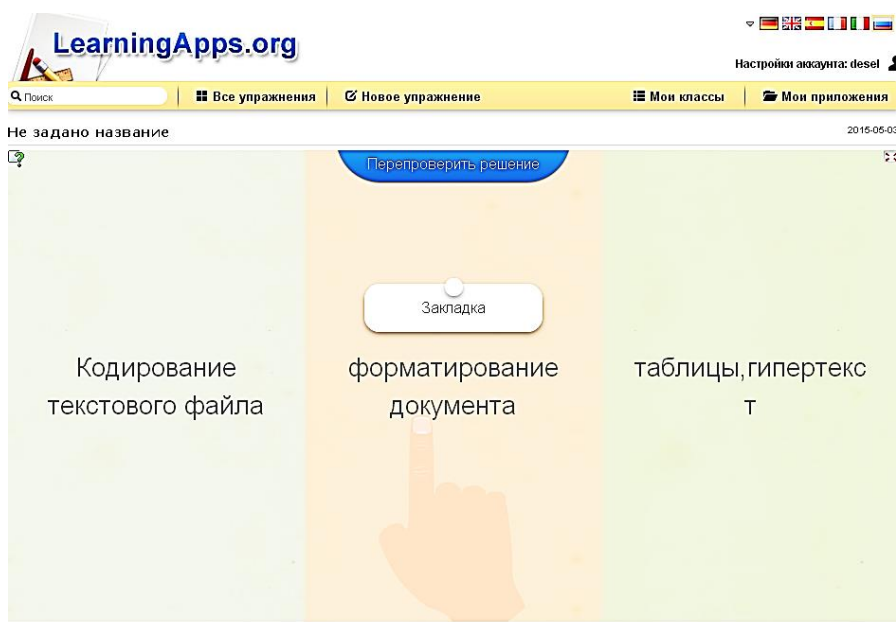 LearningApps.org
Настройки аккаунта: desel
Поиск
Все упражнения
Новое упражнение
Мои классы
Мои приложения
Не задано название
2015-05-03
Перепроверить решение
Закладка
Кодирование
текстового файла
форматирование
документа
таблицы,гипертекс
т